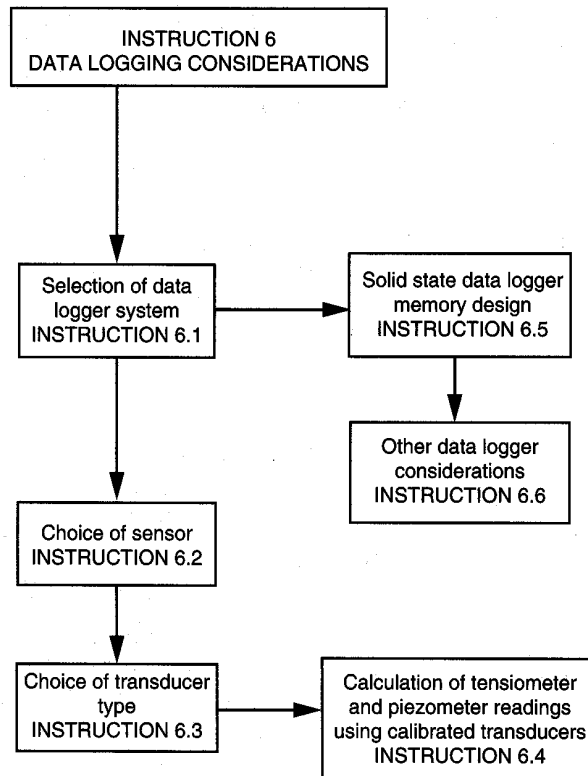 INSTRUCTION 6
DATA LOGGING CONSIDERATIONS
Selection of data
logger system
INSTRUCTION 6.1
Solid state data logger
memory design
INSTRUCTION 6.5
Other data logger
considerations
INSTRUCTION 6.6
Choice of sensor
INSTRUCTION 6.2
Choice of transducer
type
INSTRUCTION 6.3
Calculation of tensiometer
and piezometer readings
using calibrated transducers
INSTRUCTION 6.4